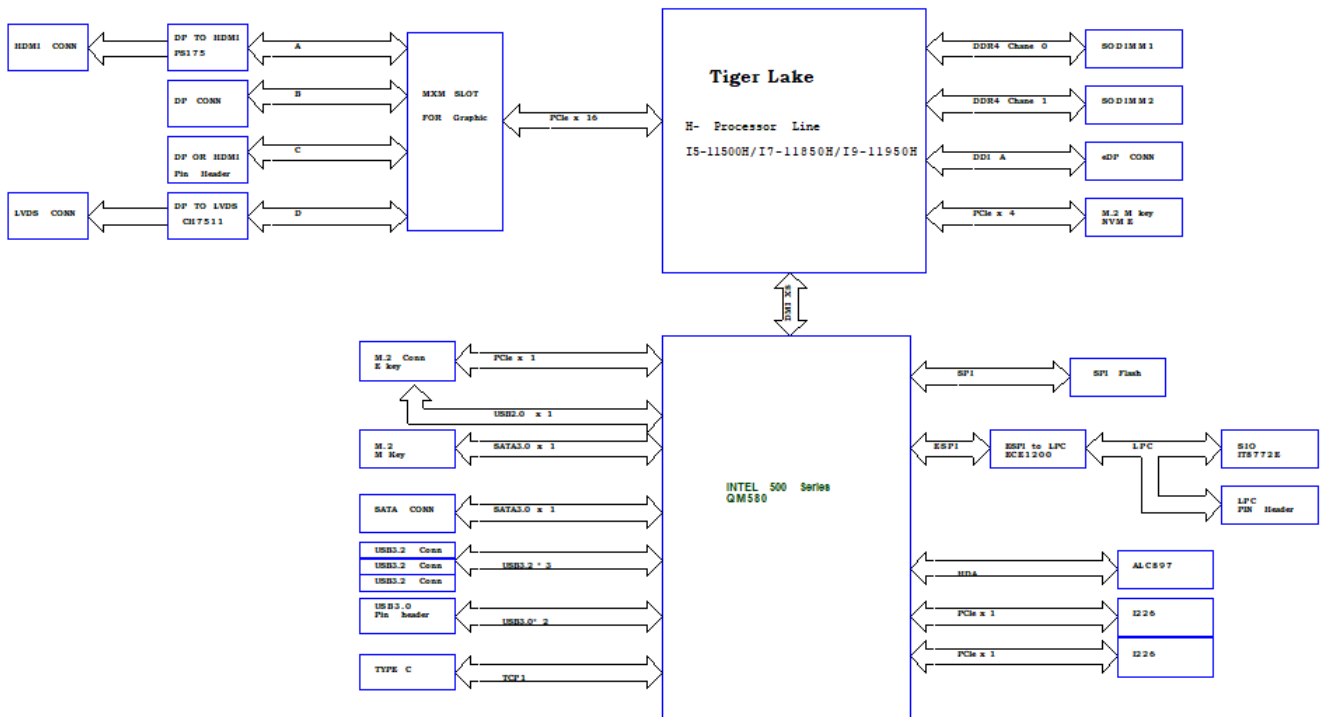 HDMI CONN
DP TO HDMI
PS175
A
DP CONN
B
DP OR HDMI
Pin Header
C
LVDS CONN
DP TO LVDS
CH7511
D
MXM SLOT
FOR Graphic
PCIe x 16
Tiger Lake
H- Processor Line
I5-11500H/I7-11850H/I9-11950H
DDR4 Chane 0
SODIMM1
DDR4 Chane 1
SODIMM2
DDI A
eDP CONN
PCIe x 4
M.2 M key
NVME
DMI X8
M.2 Conn
E key
PCIe x 1
USB2.0 x 1
M.2
M Key
SATA3.0 x 1
SATA CONN
SATA3.0 x 1
USB3.2 Conn
USB3.2 Conn
USB3.2 Conn
USB3.2 * 3
USB3.0
Pin header
USB3.0* 2
TYPE C
TCP1
INTEL 500 Series
QM580
SPI
SPI Flash
ESPI
ESPI to LPC
ECE1200
LPC
SIO
IT8772E
LPC
PIN Header
HDA
ALC897
PCIe x 1
I226
PCIe x 1
I226